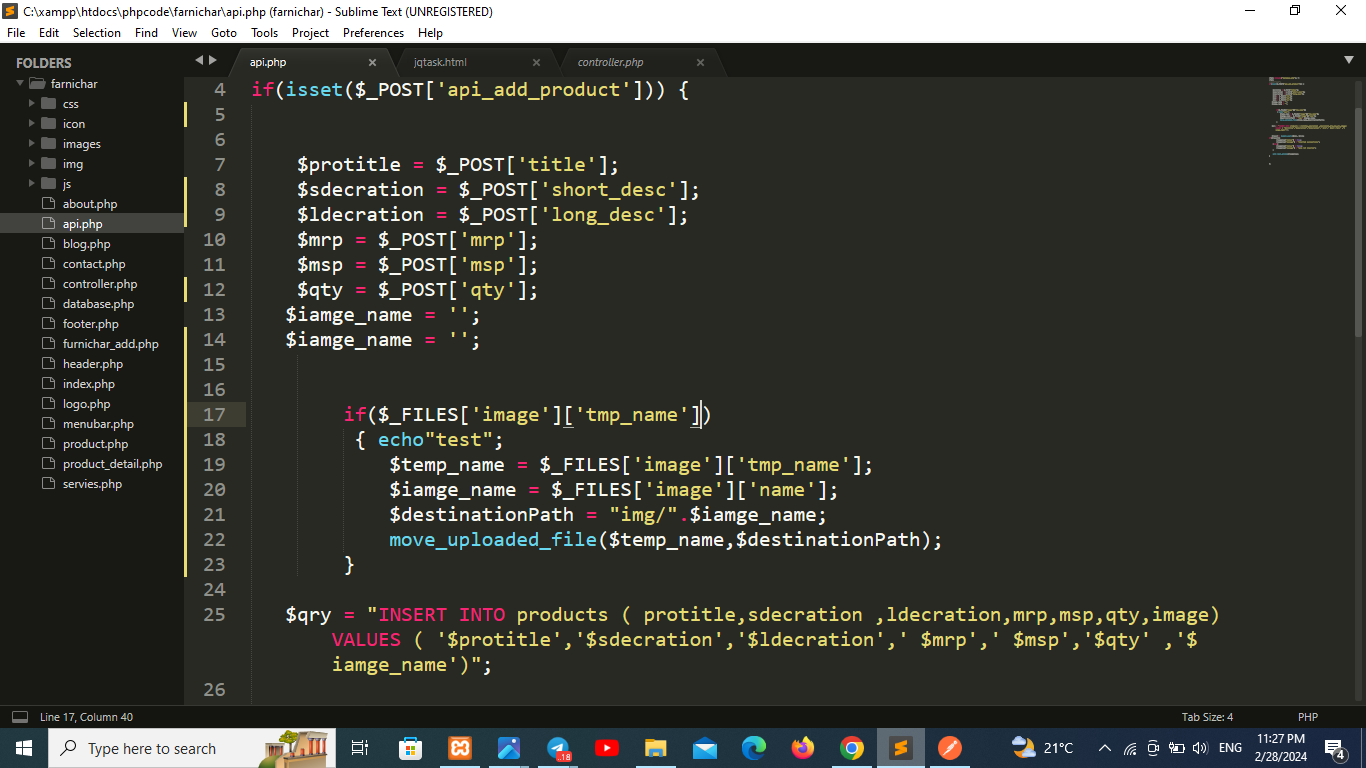 C:\xampp\htdocs\phpcode\farnichar\api.php (farnichar) - Sublime Text (UNREGISTERED)
File Edit Selection Find View Goto Tools Project Preferences Help
FOLDERS
farnichar
css
icon
images
img
js
about.php
api.php
blog.php
contact.php
controller.php
database.php
footer.php
furnichar_add.php
header.php
index.php
logo.php
menubar.php
product.php
product_detail.php
servies.php
api.php jqtask.html controller.php
4 if(isset($_POST['api_add_product'])) {
5
6
7 $protitle = $_POST['title'];
8 $sdecration = $_POST['short_desc'];
9 $ldecration = $_POST['long_desc'];
10 $mrp = $_POST['mrp'];
11 $msp = $_POST['msp'];
12 $qty = $_POST['qty'];
13 $iamge_name = '';
14 $iamge_name = '';
15
16
17 if($_FILES['image']['tmp_name'])
18 { echo"test";
19 $temp_name = $_FILES['image']['tmp_name'];
20 $iamge_name = $_FILES['image']['name'];
21 $destinationPath = "img/".$iamge_name;
22 move_uploaded_file($temp_name,$destinationPath);
23 }
24
25 $qry = "INSERT INTO products ( protitle,sdecration ,ldecration,mrp,msp,qty,image)
VALUES ( '$protitle','$sdecration','$ldecration',' $mrp',' $msp','$qty' ,'$
iamge_name')";
26
Line 17, Column 40 Tab Size: 4 PHP
Type here to search
.18
21°C
ENG
11:27 PM
2/28/2024
4